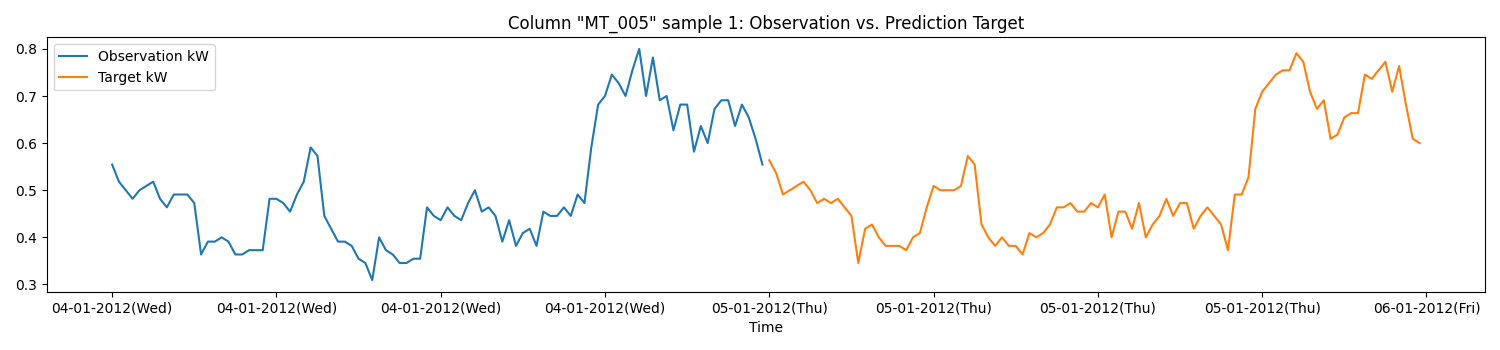 Column "MT_005" sample 1: Observation vs. Prediction Target
Observation kW
Target kW
0.8
0.7
0.6
0.5
0.4
0.3
04-01-2012(Wed) 04-01-2012(Wed) 04-01-2012(Wed) 04-01-2012(Wed) 05-01-2012(Thu) 05-01-2012(Thu) 05-01-2012(Thu) 05-01-2012(Thu) 06-01-2012(Fri)
Time